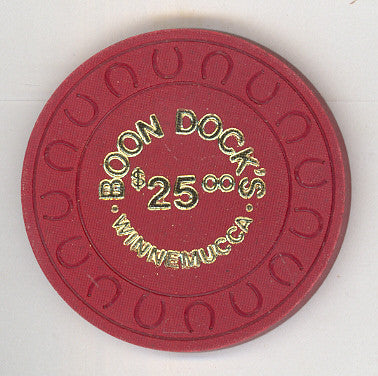 BOON DOCK'S
$25.00
· WINNEMUCCA ·